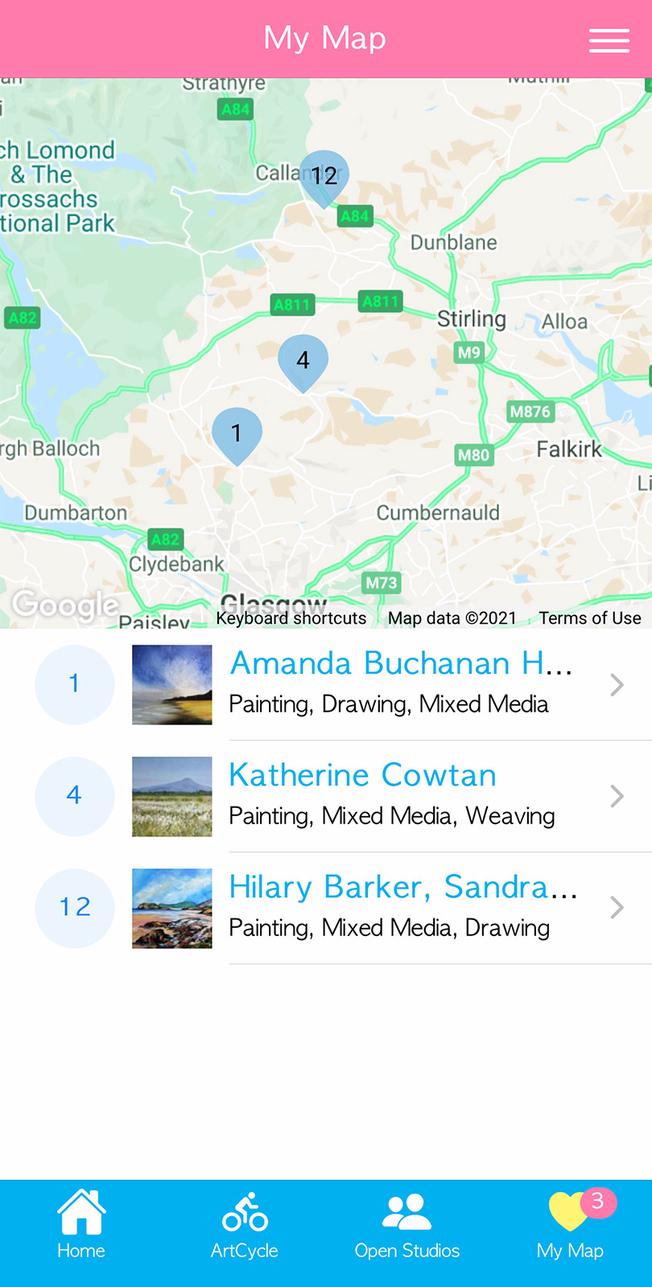 My Map
Strathyre
A84
ch Lomond
& The
rossachs
tional Park
12
A84
Dunblane
A82
A811
A811
Stirling
Alloa
M9
4
M876
1
rgh Balloch
M80
Falkirk
Li
Dumbarton
Cumbernauld
A82
Clydebank
M73
Google
Glasgow
Paisley
Keyboard shortcuts
Map data ©2021
Terms of Use
1
Amanda Buchanan H...
Painting, Drawing, Mixed Media
4
Katherine Cowtan
Painting, Mixed Media, Weaving
12
Hilary Barker, Sandra...
Painting, Mixed Media, Drawing
3
Home
ArtCycle
Open Studios
My Map